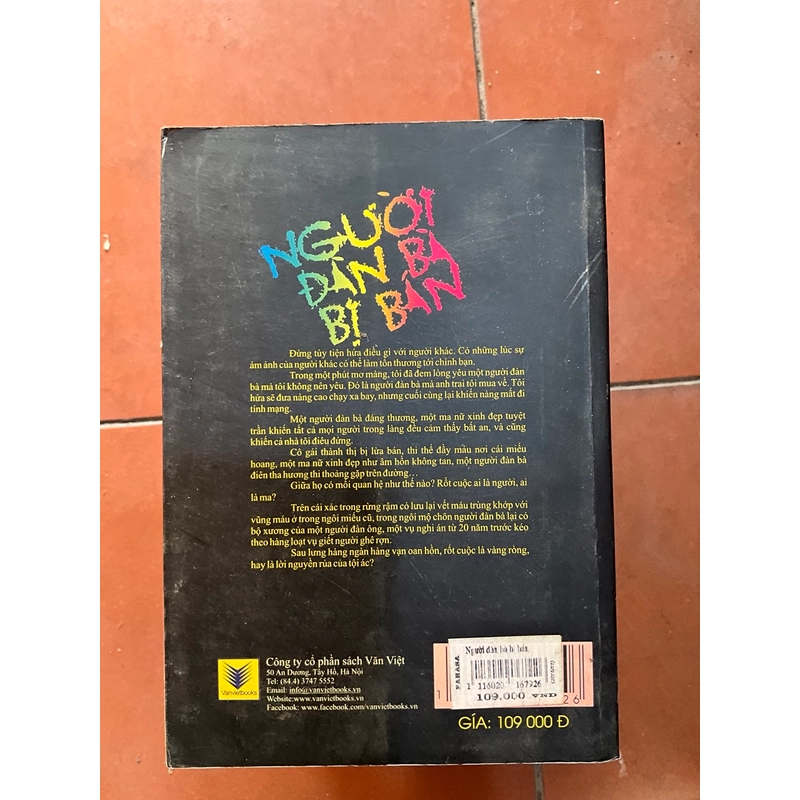 NGƯỜI
ĐÀN BÀ
BỊ BÁN
Đừng tùy tiện hứa điều gì với người khác. Có những lúc sự
ám ảnh của người khác có thể làm tổn thương tới chính bạn.
Trong một phút mơ màng, tôi đã đem lòng yêu một người đàn
bà mà tôi không nên yêu. Đó là người đàn bà mà anh trai tôi mua về. Tôi
hứa sẽ đưa nàng cao chạy xa bay, nhưng cuối cùng lại khiến nàng mất đi
tính mạng.
Một người đàn bà đáng thương, một ma nữ xinh đẹp tuyệt
trần khiến tất cả mọi người trong làng đều cảm thấy bất an, và cũng
khiến cả nhà tôi điêu đứng.
Cô gái thành thị bị lừa bán, thi thể đầy máu nơi cái miếu
hoang, một ma nữ xinh đẹp như âm hồn không tan, một người đàn bà
điên tha hương thi thoảng gặp trên đường...
Giữa họ có mối quan hệ như thế nào? Rốt cuộc ai là người, ai
là ma?
Trên cái xác trong rừng rậm có lưu lại vết máu trùng khớp với
vũng máu ở trong ngôi miếu cũ, trong ngôi mộ chôn người đàn bà lại có
bộ xương của một người đàn ông, một vụ nghi án từ 20 năm trước kéo
theo hàng loạt vụ giết người ghê rợn.
Sau lưng hàng ngàn hàng vạn oan hồn, rốt cuộc là vàng ròng,
hay là lời nguyền rủa của tội ác?
Vanvietbooks
Công ty cổ phần sách Văn Việt
50 An Dương, Tây Hồ, Hà Nội
Tel: (84.4) 3747 5552
Email: info@vanvietbooks.vn
Website:www.vanvietbooks.vn
Facebook: www.facebook.com/vanvietbooks.vn
Người đàn bà bị bán
FAHASA
1 116020 167926
109.000 VND
GIÁ: 109 000 Đ